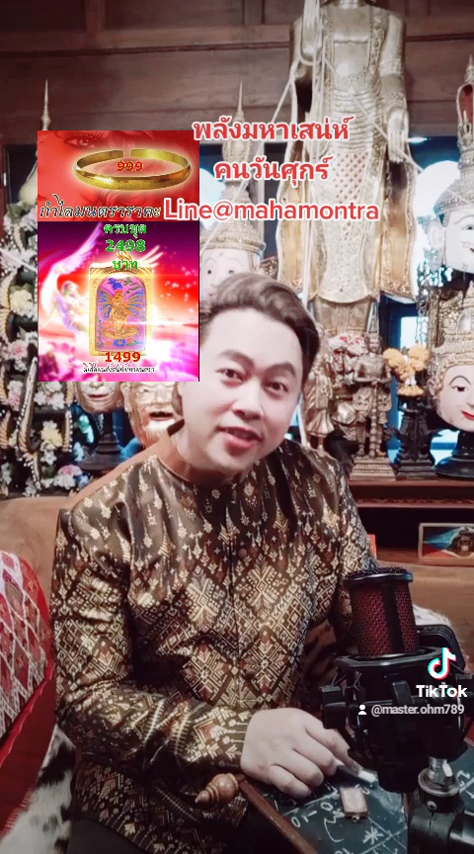 พลังมหาเสน่ห์
คนวันศุกร์
Line@mahamontra
999
กำไลมนตราราคะ
ครบชุด
2498
บาท
1499
TikTok
@master.ohm789